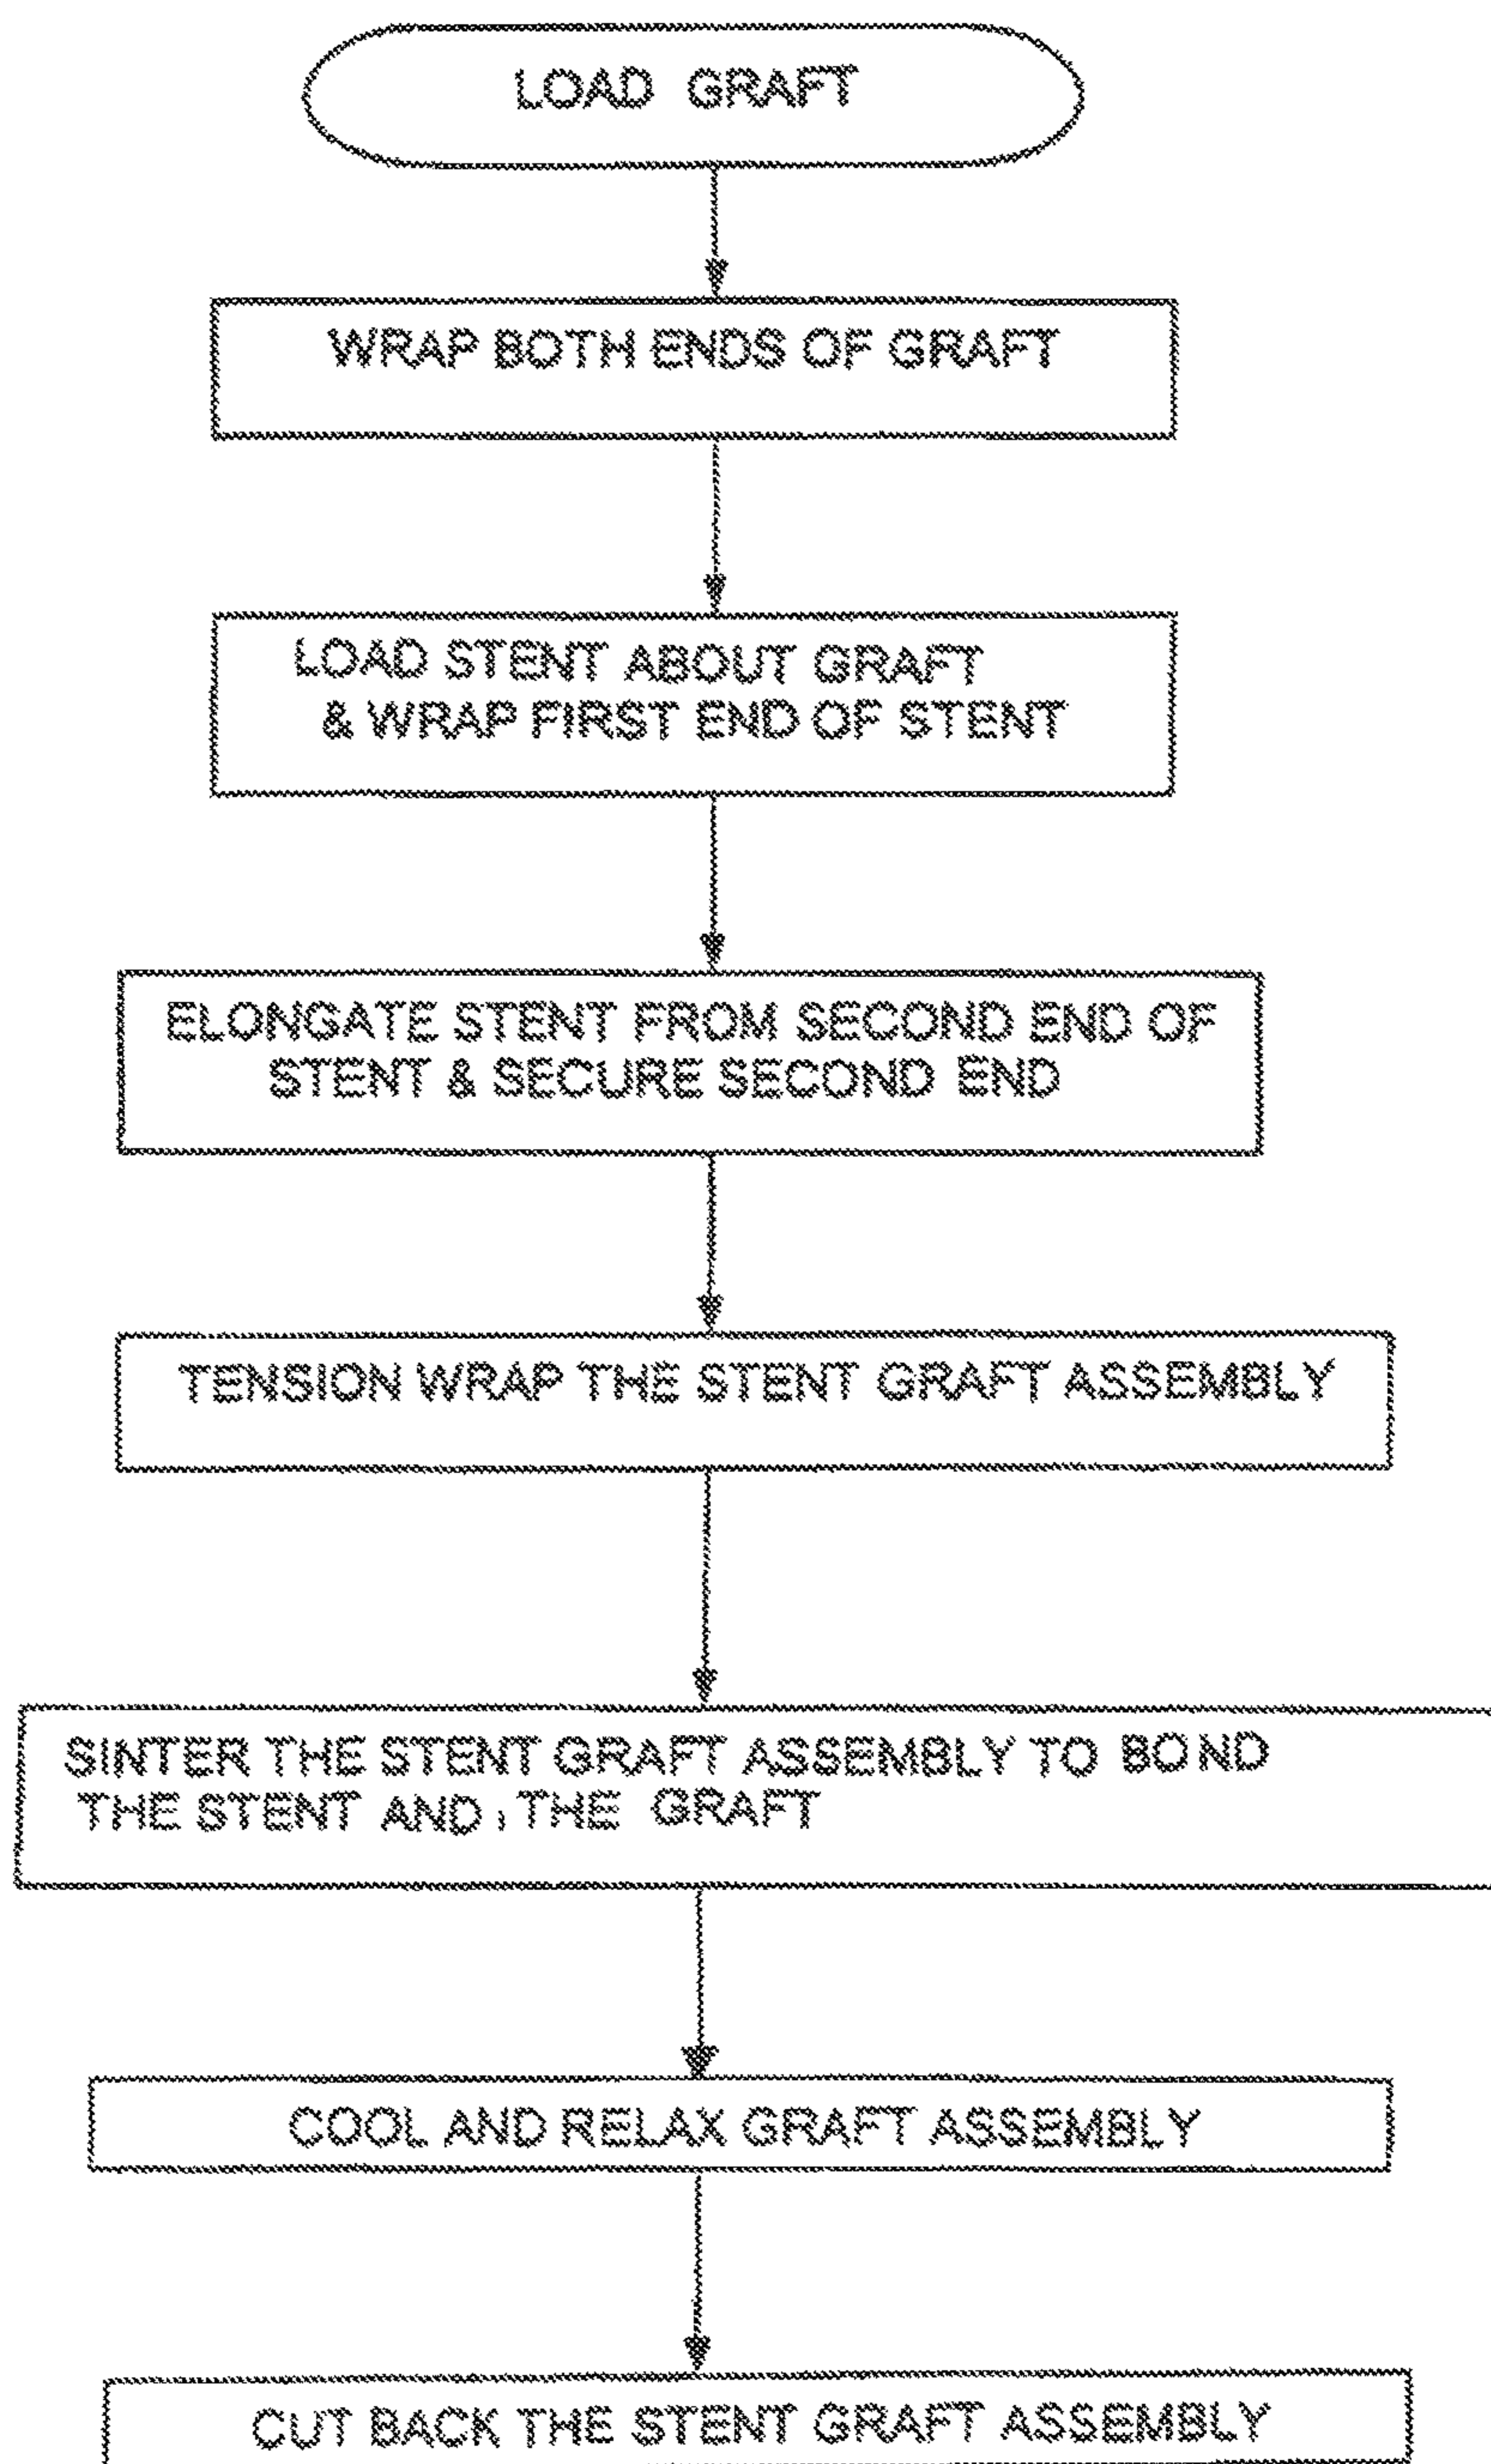 LOAD GRAFT
WRAP BOTH ENDS OF GRAFT
LOAD STENT ABOUT GRAFT
& WRAP FIRST END OF STENT
ELONGATE STENT FROM SECOND END OF
STENT & SECURE SECOND END
TENSION WRAP THE STENT GRAFT ASSEMBLY
SINTER THE STENT GRAFT ASSEMBLY TO BOND
THE STENT AND THE GRAFT
COOL AND RELAX GRAFT ASSEMBLY
CUT BACK THE STENT GRAFT ASSEMBLY